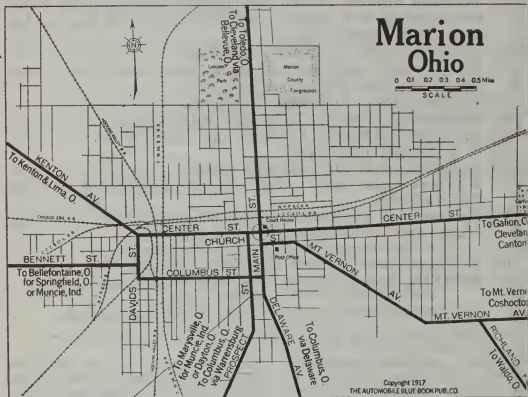 Marion
Ohio
0 0.1 0.2 0.3 0.4 0.5 Mile
SCALE
N
To Toledo, O.
To Cleveland via
Bellevue, O.
Lincoln
Park
Marion
County
Fairgrounds
KENTON AV.
To Kenton & Lima, O.
CENTER ST.
CENTER ST.
Court House
CHURCH ST.
Post Office
BENNETT ST.
COLUMBUS ST.
MAIN ST.
DAVIDS ST.
To Galion, O.
Clevelan
Canton
MT. VERNON AV.
MT. VERNON AV.
To Mt. Verno
Coshocto
To Bellefontaine, O.
for Springfield, O.
or Muncie, Ind.
To Marysville, O.
for Muncie, Ind.
or Dayton, O.
To Columbus, O.
via Waldo
PROSPECT ST.
DELAWARE AV.
To Columbus, O.
via Delaware
RICHLAND
To Waldo, O.
Copyright 1917
THE AUTOMOBILE BLUE BOOK PUB. CO.